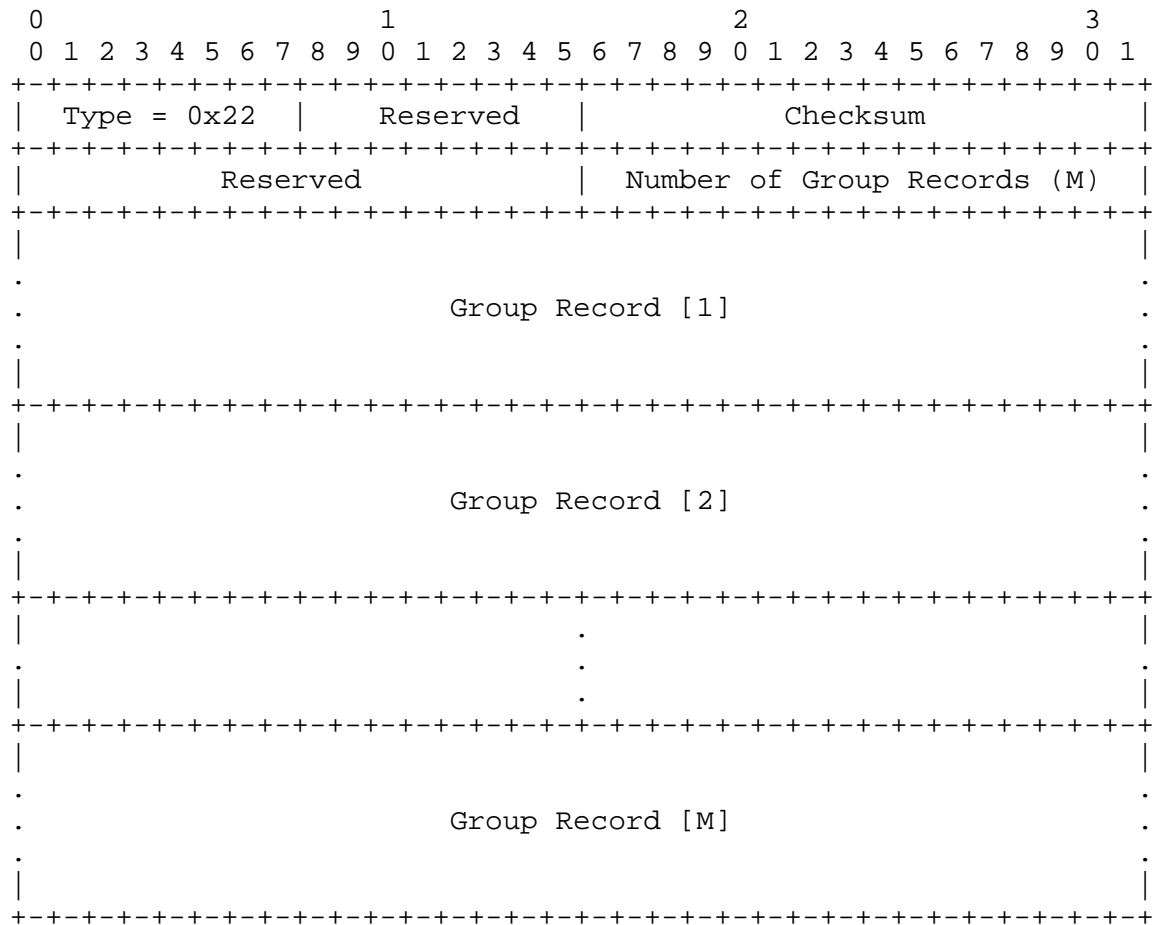 0                   1                   2                   3
 0 1 2 3 4 5 6 7 8 9 0 1 2 3 4 5 6 7 8 9 0 1 2 3 4 5 6 7 8 9 0 1
+-+-+-+-+-+-+-+-+-+-+-+-+-+-+-+-+-+-+-+-+-+-+-+-+-+-+-+-+-+-+-+-+
|  Type = 0x22  |    Reserved   |           Checksum            |
+-+-+-+-+-+-+-+-+-+-+-+-+-+-+-+-+-+-+-+-+-+-+-+-+-+-+-+-+-+-+-+-+
|           Reserved            |  Number of Group Records (M)  |
+-+-+-+-+-+-+-+-+-+-+-+-+-+-+-+-+-+-+-+-+-+-+-+-+-+-+-+-+-+-+-+-+
|                                                               |
.                                                               .
.                        Group Record [1]                       .
.                                                               .
|                                                               |
+-+-+-+-+-+-+-+-+-+-+-+-+-+-+-+-+-+-+-+-+-+-+-+-+-+-+-+-+-+-+-+-+
|                                                               |
.                                                               .
.                        Group Record [2]                       .
.                                                               .
|                                                               |
+-+-+-+-+-+-+-+-+-+-+-+-+-+-+-+-+-+-+-+-+-+-+-+-+-+-+-+-+-+-+-+-+
|                               .                               |
.                               .                               .
|                               .                               |
+-+-+-+-+-+-+-+-+-+-+-+-+-+-+-+-+-+-+-+-+-+-+-+-+-+-+-+-+-+-+-+-+
|                                                               |
.                                                               .
.                        Group Record [M]                       .
.                                                               .
|                                                               |
+-+-+-+-+-+-+-+-+-+-+-+-+-+-+-+-+-+-+-+-+-+-+-+-+-+-+-+-+-+-+-+-+